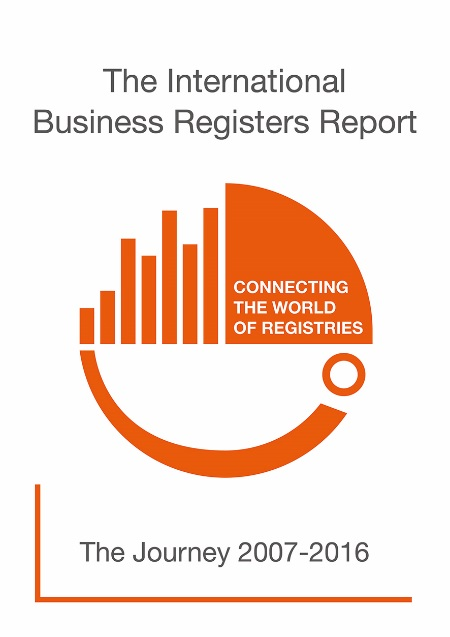 The International
Business Registers Report
CONNECTING
THE WORLD
OF REGISTRIES
The Journey 2007-2016